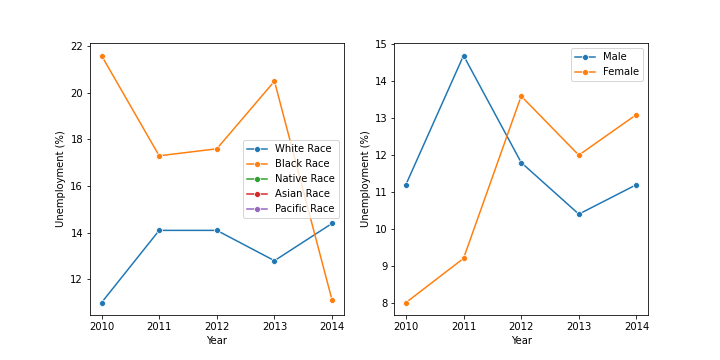 22
20
18
16
14
12
Unemployment (%)
White Race
Black Race
Native Race
Asian Race
Pacific Race
2010 2011 2012 2013 2014
Year
15
14
13
12
11
10
9
8
Unemployment (%)
Male
Female
2010 2011 2012 2013 2014
Year